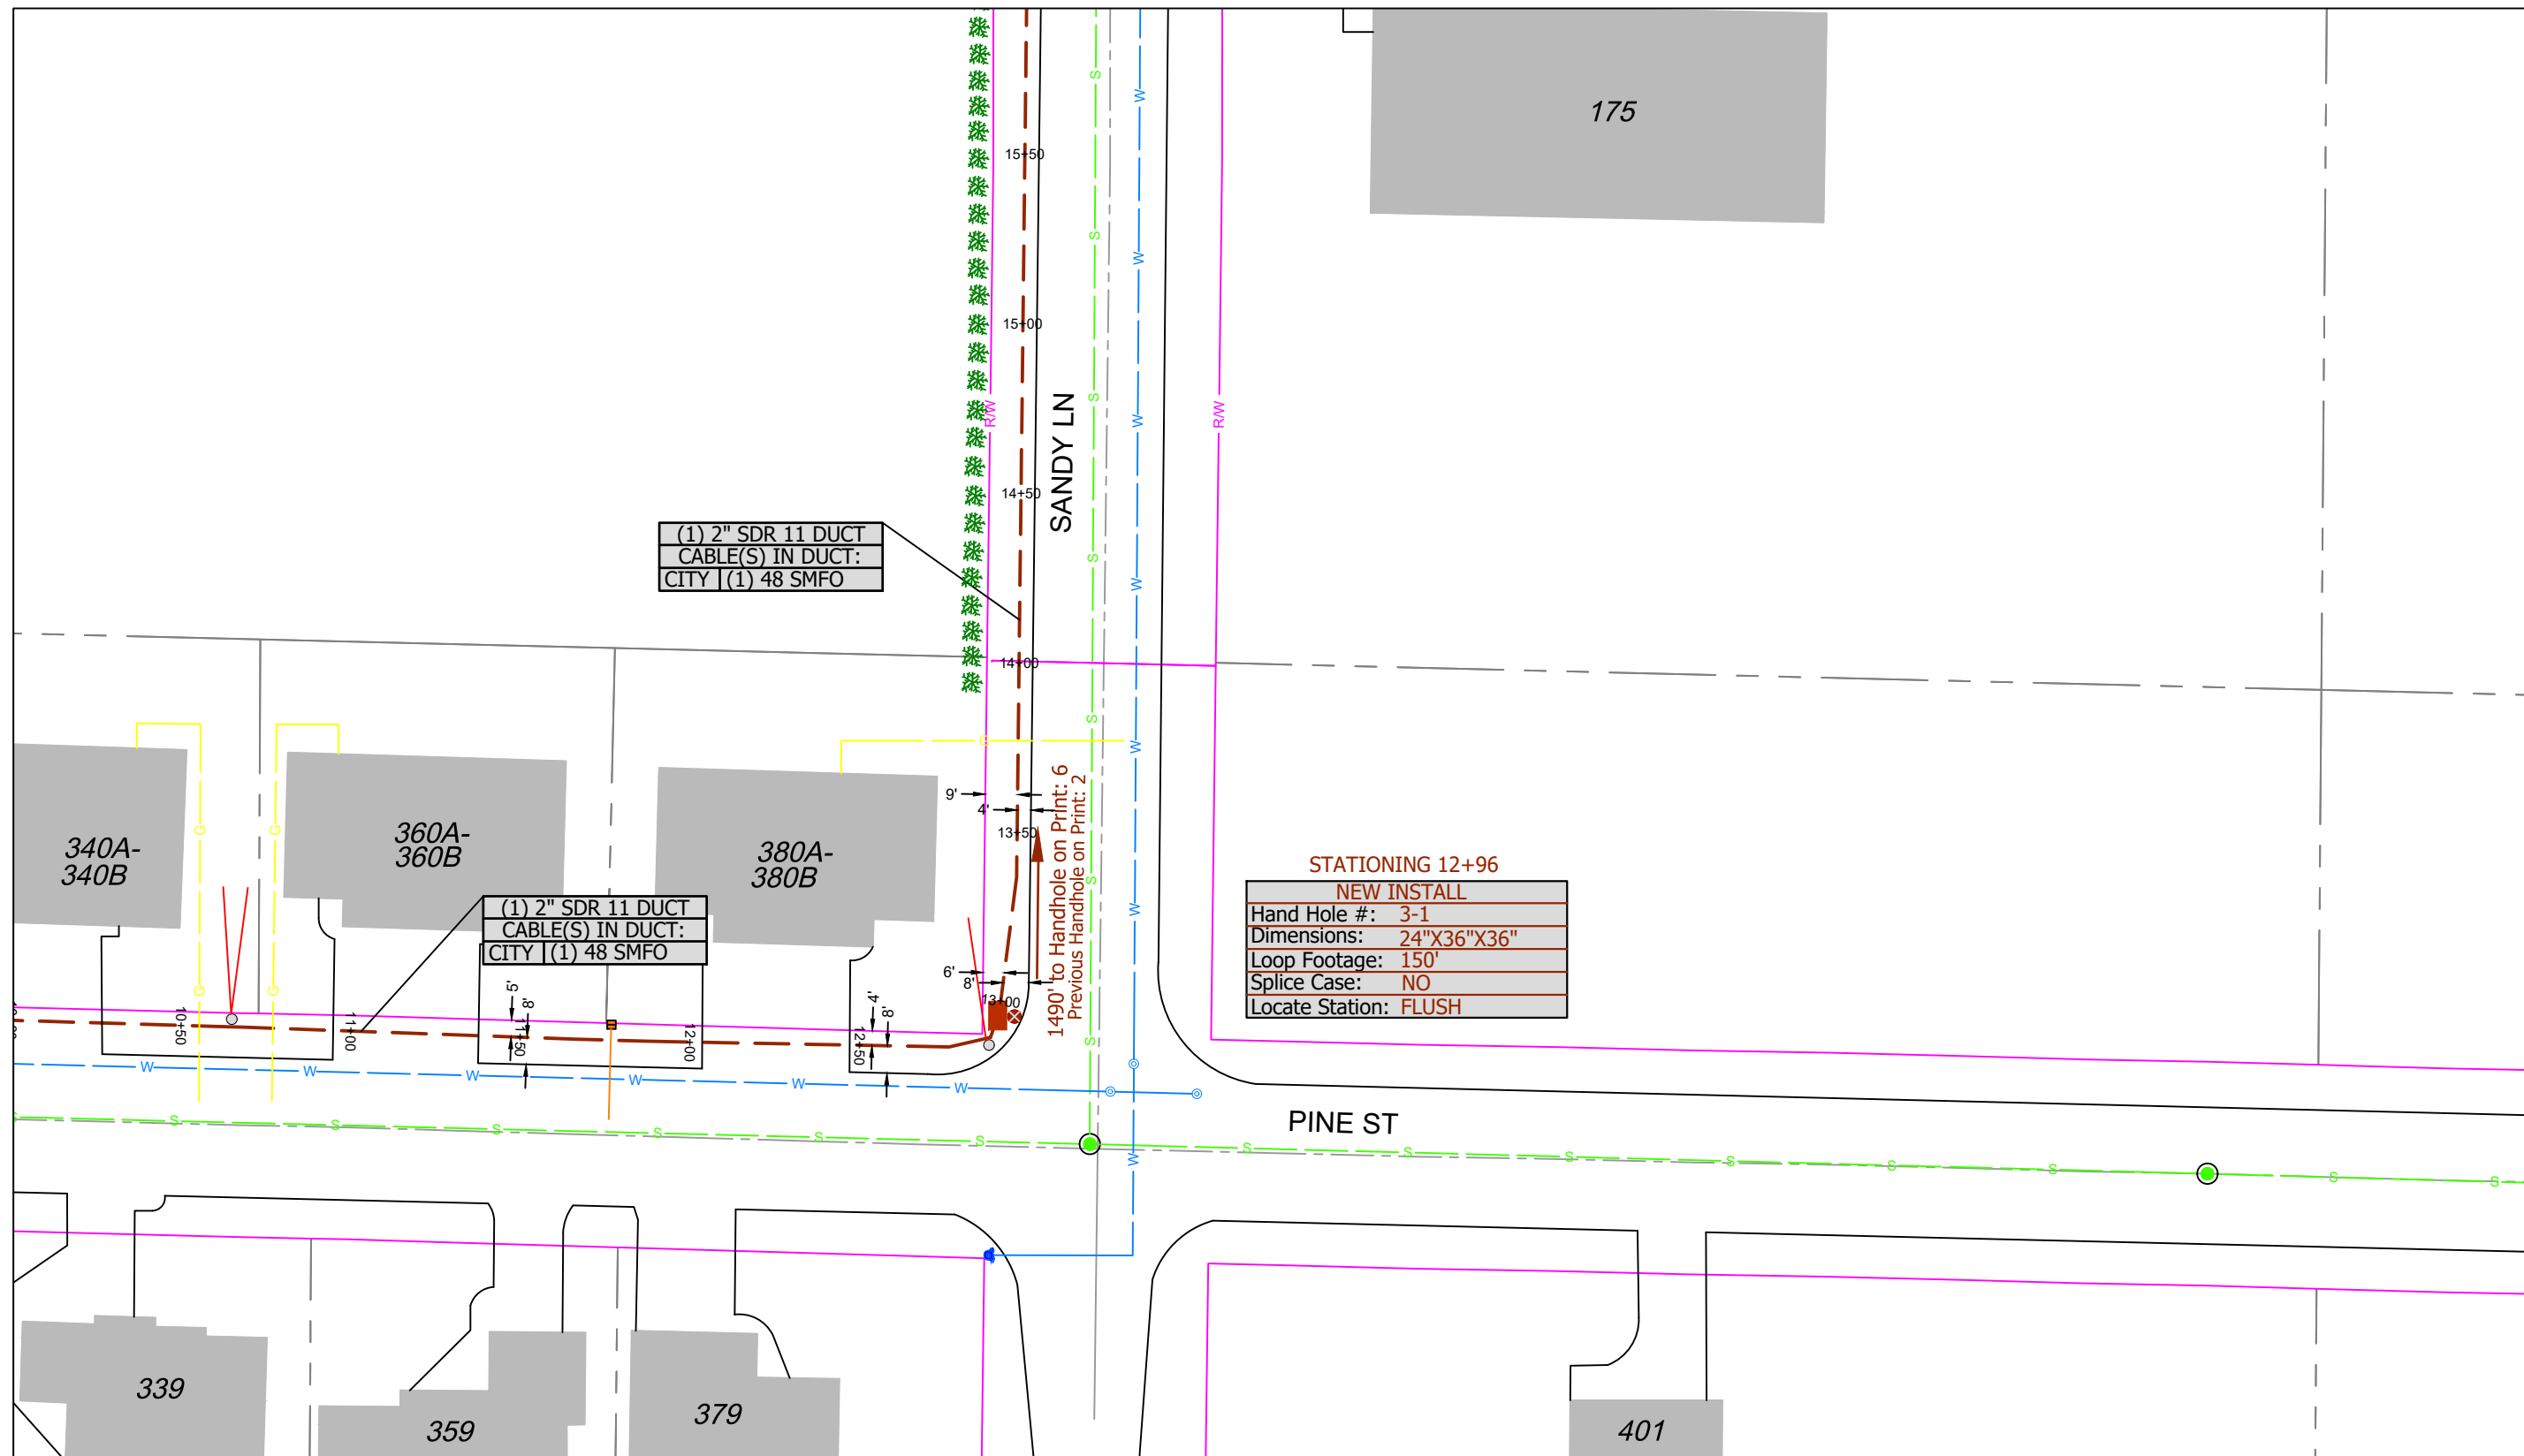 175
15+50
15+00
R/W
R/W
SANDY LN
14+50
(1) 2" SDR 11 DUCT
CABLE(S) IN DUCT:
CITY (1) 48 SMFO
14+00
G
9'
4'
13+50
1490' to Handhole on Print: 6
Previous Handhole on Print: 2
340A-
340B
360A-
360B
380A-
380B
G
G
STATIONING 12+96
NEW INSTALL
Hand Hole #: 3-1
Dimensions: 24"X36"X36"
Loop Footage: 150'
Splice Case: NO
Locate Station: FLUSH
(1) 2" SDR 11 DUCT
CABLE(S) IN DUCT:
CITY (1) 48 SMFO
6'
8'
13+00
G
G
10+50
11+00
5'
8'
11+50
12+00
4'
8'
12+50
W W W W W W
S S S S S S S
PINE ST
S S S S S S S S
S S S S S S S
W W W W W W W W
339
359
379
401